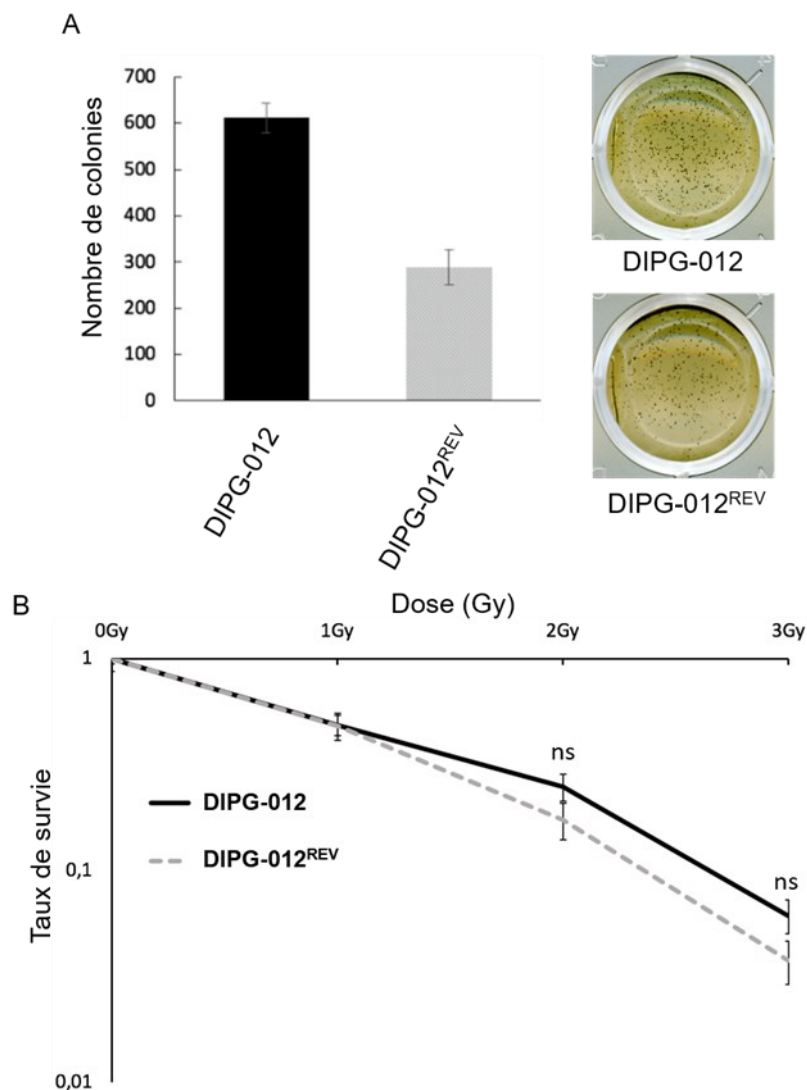 A
Nombre de colonies
700
600
500
400
300
200
100
0
DIPG-012
DIPG-012REV
DIPG-012
DIPG-012REV
B
Dose (Gy)
0Gy 1Gy 2Gy 3Gy
Taux de survie
1
0,1
0,01
ns
ns
DIPG-012
DIPG-012REV